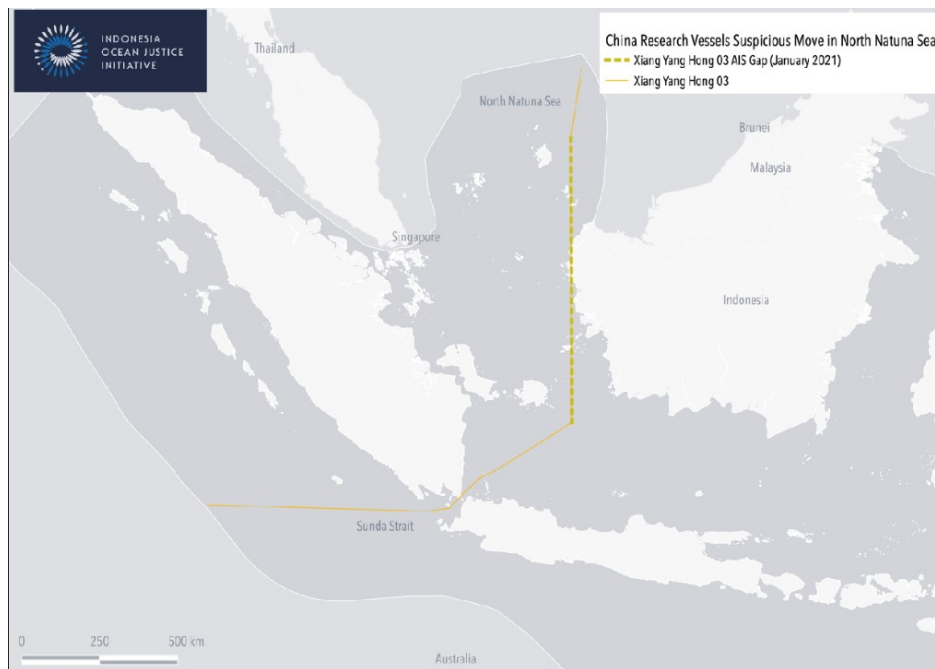 INDONESIA
OCEAN JUSTICE
INITIATIVE
China Research Vessels Suspicious Move in North Natuna Sea
Xiang Yang Hong 03 AIS Gap (January 2021)
Xiang Yang Hong 03
Thailand
North Natuna Sea
Brunei
Malaysia
Singapore
Indonesia
Sunda Strait
0 250 500 km
Australia